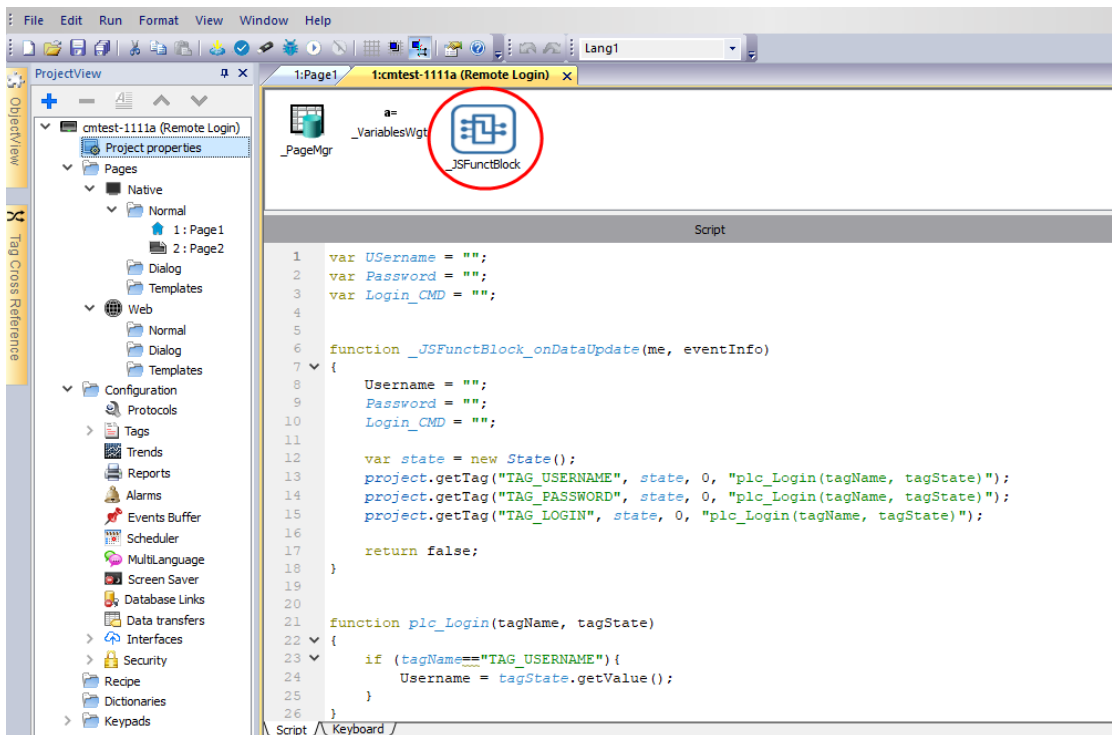 File Edit Run Format View Window Help
Lang1
ProjectView
1:Page1
1:cmtest-1111a (Remote Login)
ObjectView
Tag Cross Reference
cmtest-1111a (Remote Login)
Project properties
Pages
Native
Normal
1 : Page1
2 : Page2
Dialog
Templates
Web
Normal
Dialog
Templates
Configuration
Protocols
Tags
Trends
Reports
Alarms
Events Buffer
Scheduler
MultiLanguage
Screen Saver
Database Links
Data transfers
Interfaces
Security
Recipe
Dictionaries
Keypads
_PageMgr
a=
_VariablesWgt
_JSFunctBlock
Script
1 var USername = "";
2 var Password = "";
3 var Login_CMD = "";
4
5
6 function _JSFunctBlock_onDataUpdate(me, eventInfo)
7 {
8 Username = "";
9 Password = "";
10 Login_CMD = "";
11
12 var state = new State();
13 project.getTag("TAG_USERNAME", state, 0, "plc_Login(tagName, tagState)");
14 project.getTag("TAG_PASSWORD", state, 0, "plc_Login(tagName, tagState)");
15 project.getTag("TAG_LOGIN", state, 0, "plc_Login(tagName, tagState)");
16
17 return false;
18 }
19
20
21 function plc_Login(tagName, tagState)
22 {
23 if (tagName=="TAG_USERNAME"){
24 Username = tagState.getValue();
25 }
26 }
Script Keyboard